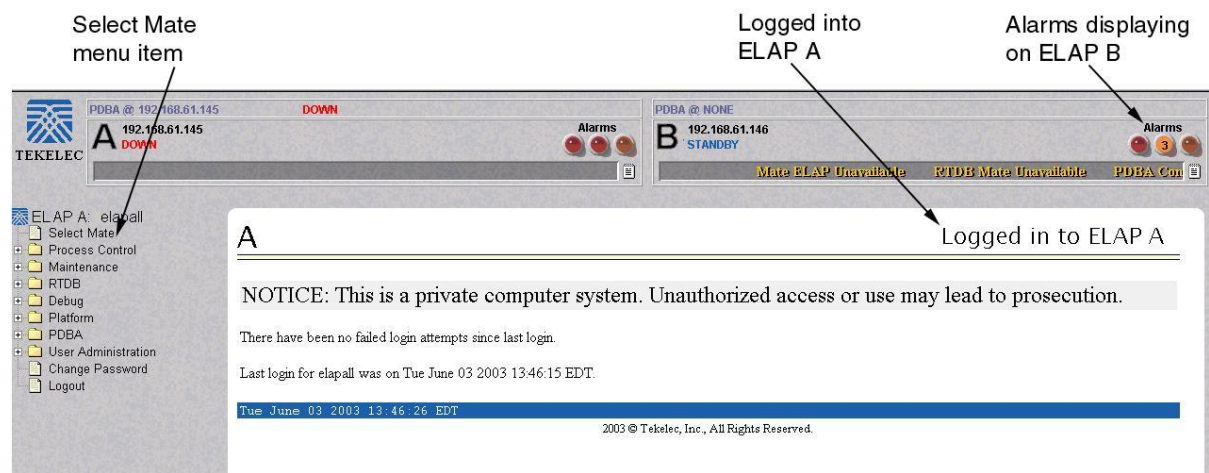 Select Mate
menu item
Logged into
ELAP A
Alarms displaying
on ELAP B
TEKELEC
PDBA @ 192.168.61.145 DOWN
A 192.168.61.145
DOWN
Alarms
PDBA @ NONE
B 192.168.61.146
STANDBY
Alarms
3
Mate ELAP Unavailable RTDB Mate Unavailable PDBA Con
ELAP A: elapall
Select Mate
Process Control
Maintenance
RTDB
Debug
Platform
PDBA
User Administration
Change Password
Logout
A Logged in to ELAP A
NOTICE: This is a private computer system. Unauthorized access or use may lead to prosecution.
There have been no failed login attempts since last login.
Last login for elapall was on Tue June 03 2003 13:46:15 EDT.
Tue June 03 2003 13:46:26 EDT
2003 © Tekelec, Inc., All Rights Reserved.